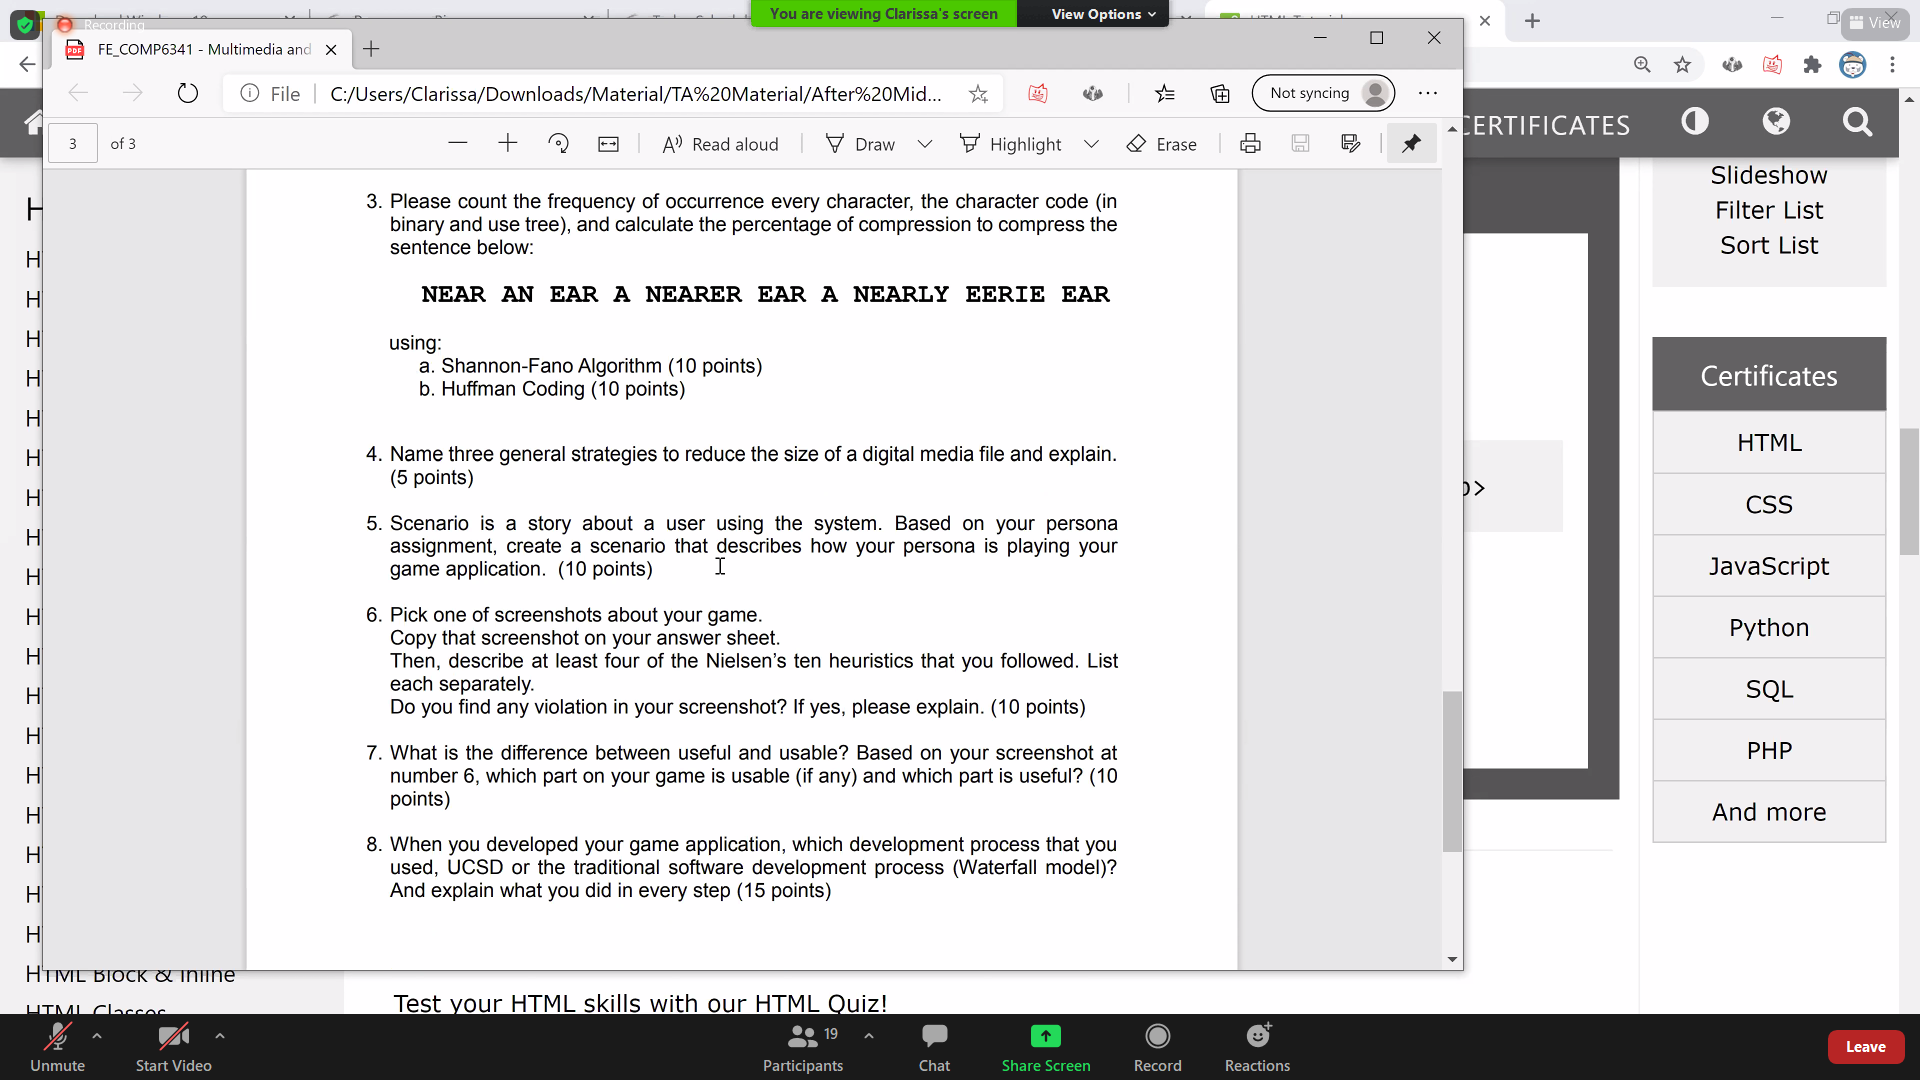 Recording
You are viewing Clarissa's screen
View Options
View
FE_COMP6341 - Multimedia and
File
C:/Users/Clarissa/Downloads/Material/TA%20Material/After%20Mid...
Not syncing
CERTIFICATES
3 of 3
Read aloud
Draw
Highlight
Erase
3. Please count the frequency of occurrence every character, the character code (in
binary and use tree), and calculate the percentage of compression to compress the
sentence below:
NEAR AN EAR A NEARER EAR A NEARLY EERIE EAR
using:
a. Shannon-Fano Algorithm (10 points)
b. Huffman Coding (10 points)
4. Name three general strategies to reduce the size of a digital media file and explain.
(5 points)
5. Scenario is a story about a user using the system. Based on your persona
assignment, create a scenario that describes how your persona is playing your
game application. (10 points)
6. Pick one of screenshots about your game.
Copy that screenshot on your answer sheet.
Then, describe at least four of the Nielsen's ten heuristics that you followed. List
each separately.
Do you find any violation in your screenshot? If yes, please explain. (10 points)
7. What is the difference between useful and usable? Based on your screenshot at
number 6, which part on your game is usable (if any) and which part is useful? (10
points)
8. When you developed your game application, which development process that you
used, UCSD or the traditional software development process (Waterfall model)?
And explain what you did in every step (15 points)
Slideshow
Filter List
Sort List
Certificates
HTML
CSS
JavaScript
Python
SQL
PHP
And more
HTML Block & Inline
HTML Classes
Test your HTML skills with our HTML Quiz!
Unmute
Start Video
Participants
19
Chat
Share Screen
Record
Reactions
Leave